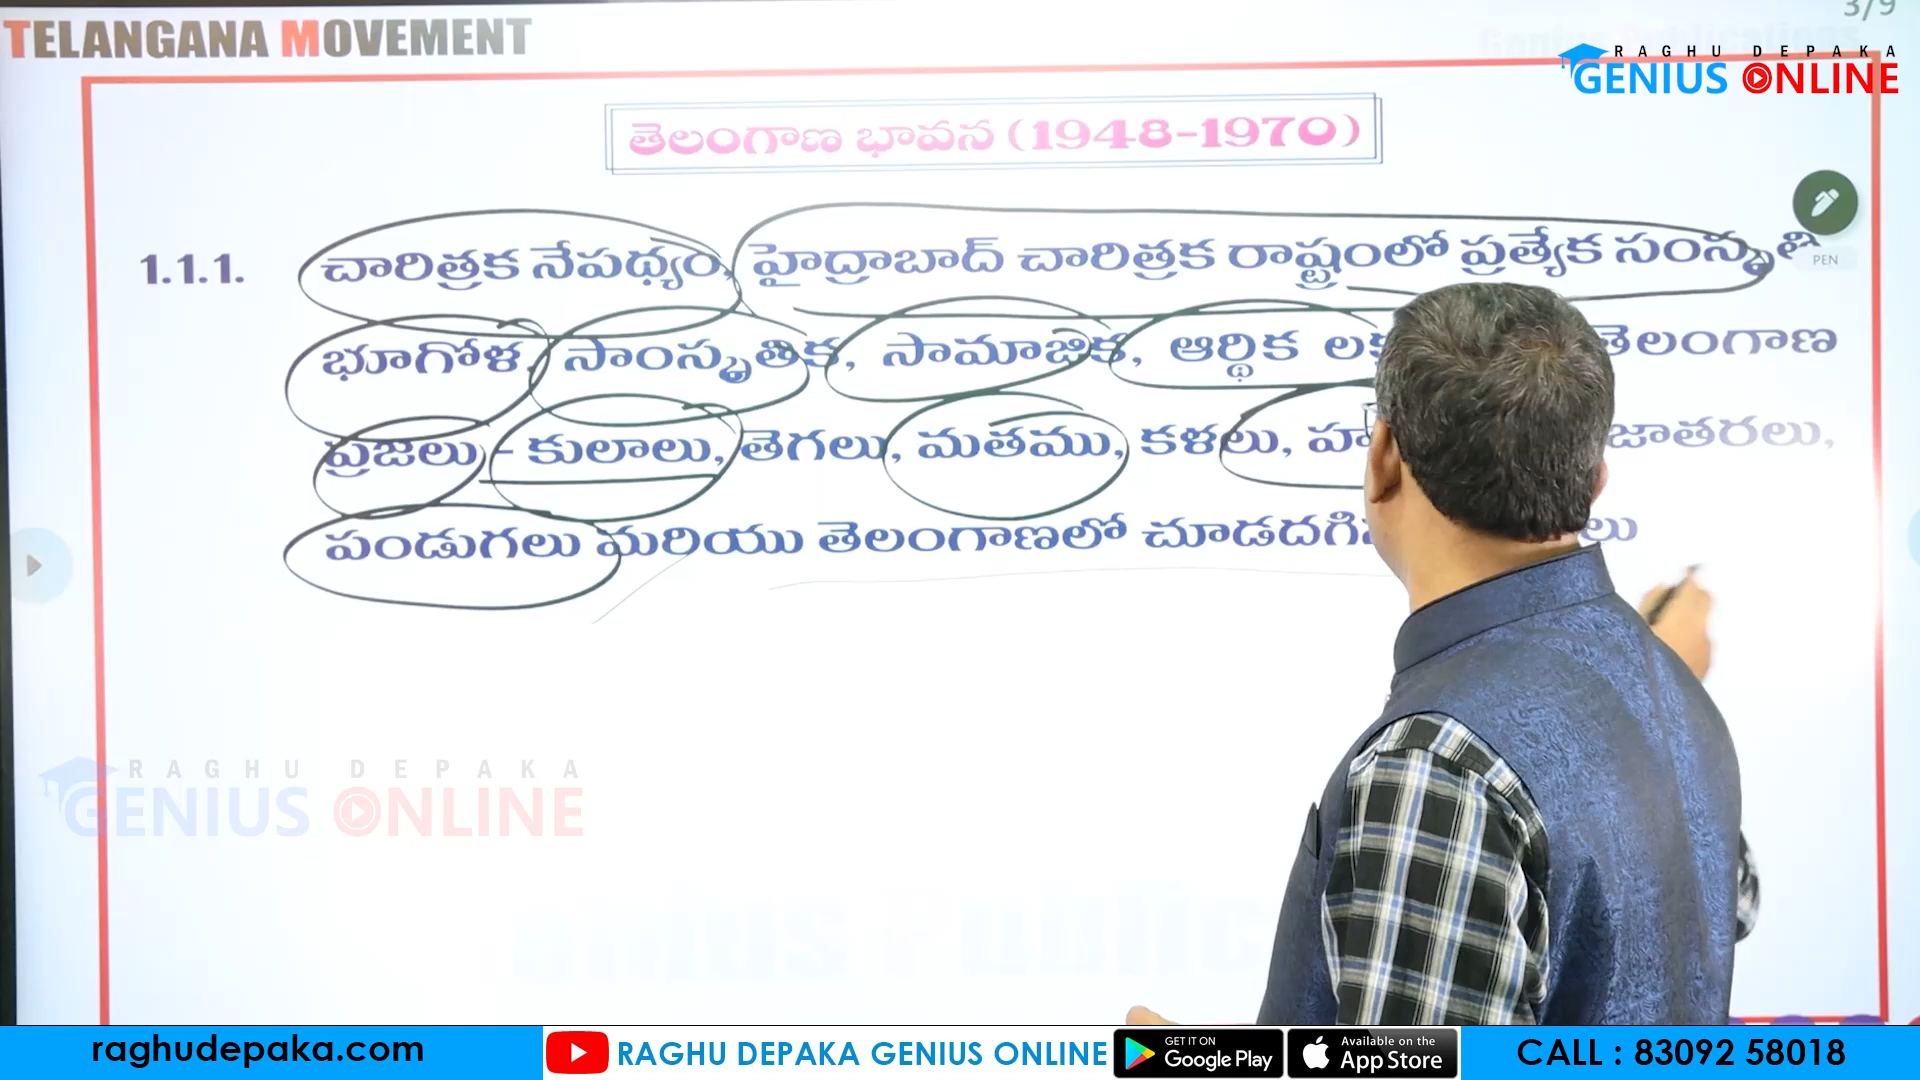 3/9
TELANGANA MOVEMENT
RAGHU DEPAKA
GENIUS ONLINE
తెలంగాణ భావన (1948-1970)
1.1.1. చారిత్రక నేపథ్యం, హైద్రాబాద్ చారిత్రక రాష్ట్రంలో ప్రత్యేక సంస్కృతి
PEN
భూగోళ, సాంస్కృతిక, సామాజిక, ఆర్థిక తెలంగాణ
ప్రజలు - కులాలు, తెగలు, మతము, కళలు, జాతరలు,
పండుగలు మరియు తెలంగాణలో
RAGHU DEPAKA
GENIUS ONLINE
raghudepaka.com
RAGHU DEPAKA GENIUS ONLINE
GET IT ON
Google Play
Available on the
App Store
CALL : 83092 58018